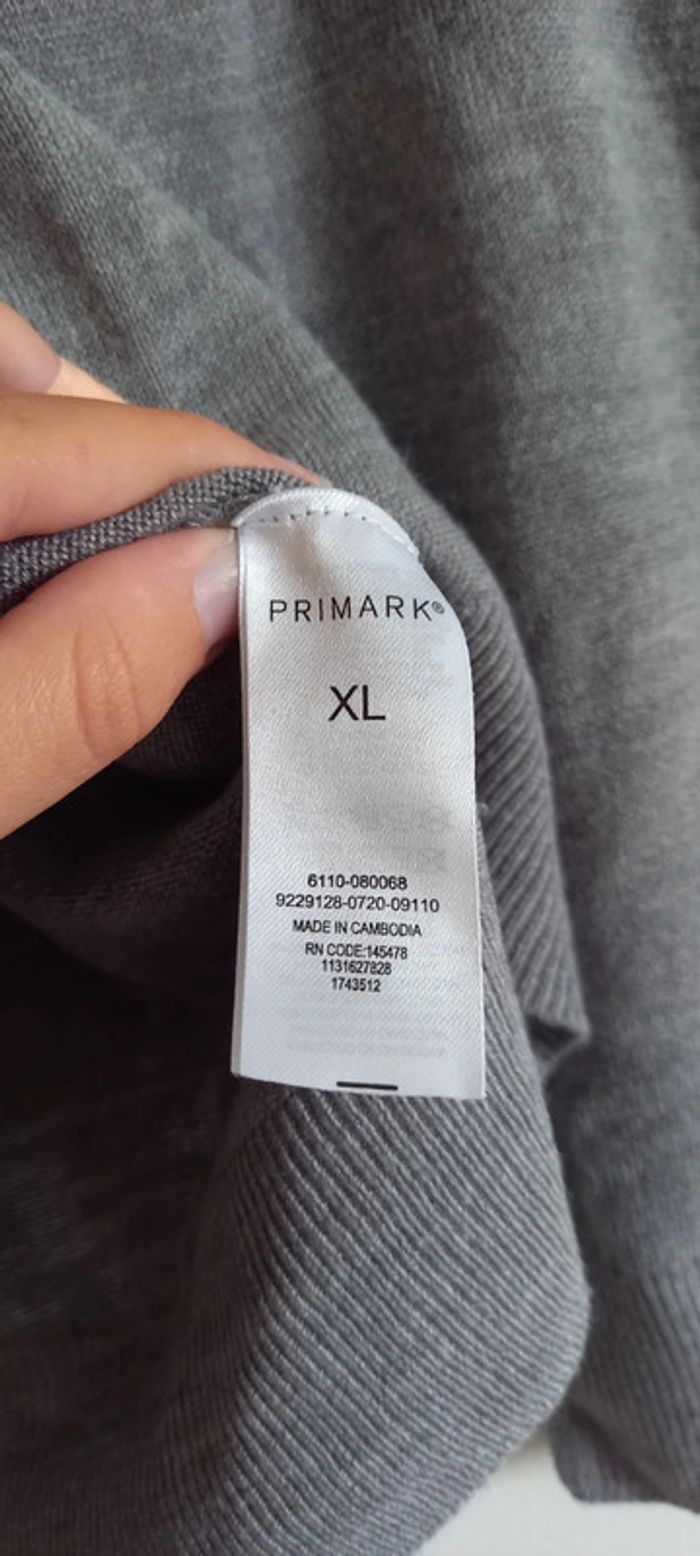 PRIMARK®
XL
6110-080068
9229128-0720-09110
MADE IN CAMBODIA
RN CODE:145478
1131627828
1743512